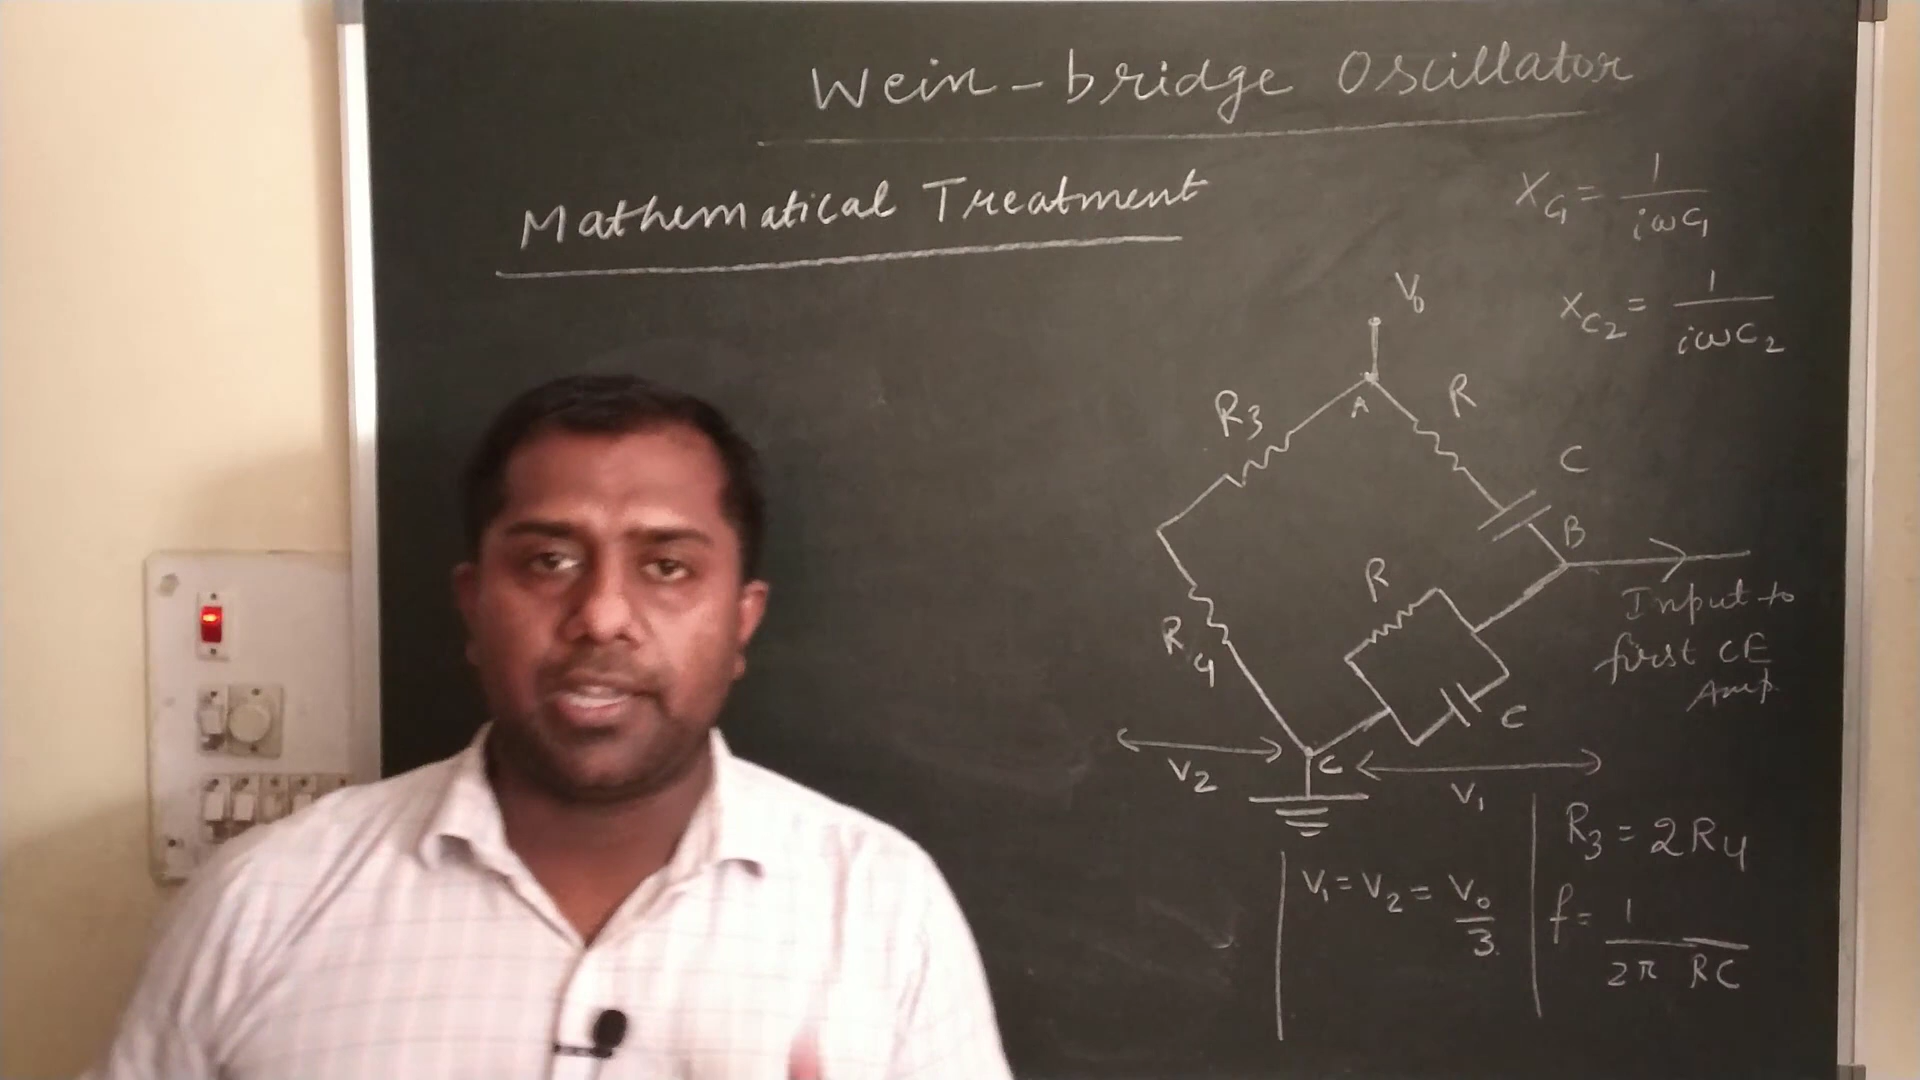 Wein-bridge Oscillator
Mathematical Treatment
X_C1 = 1 / iωC1
X_C2 = 1 / iωC2
V0
A
R3
R
C
B
R
R4
C
Input to
first CE
Amp.
V2
C
V1
V1 = V2 = V0 / 3
R3 = 2R4
f = 1 / 2π RC